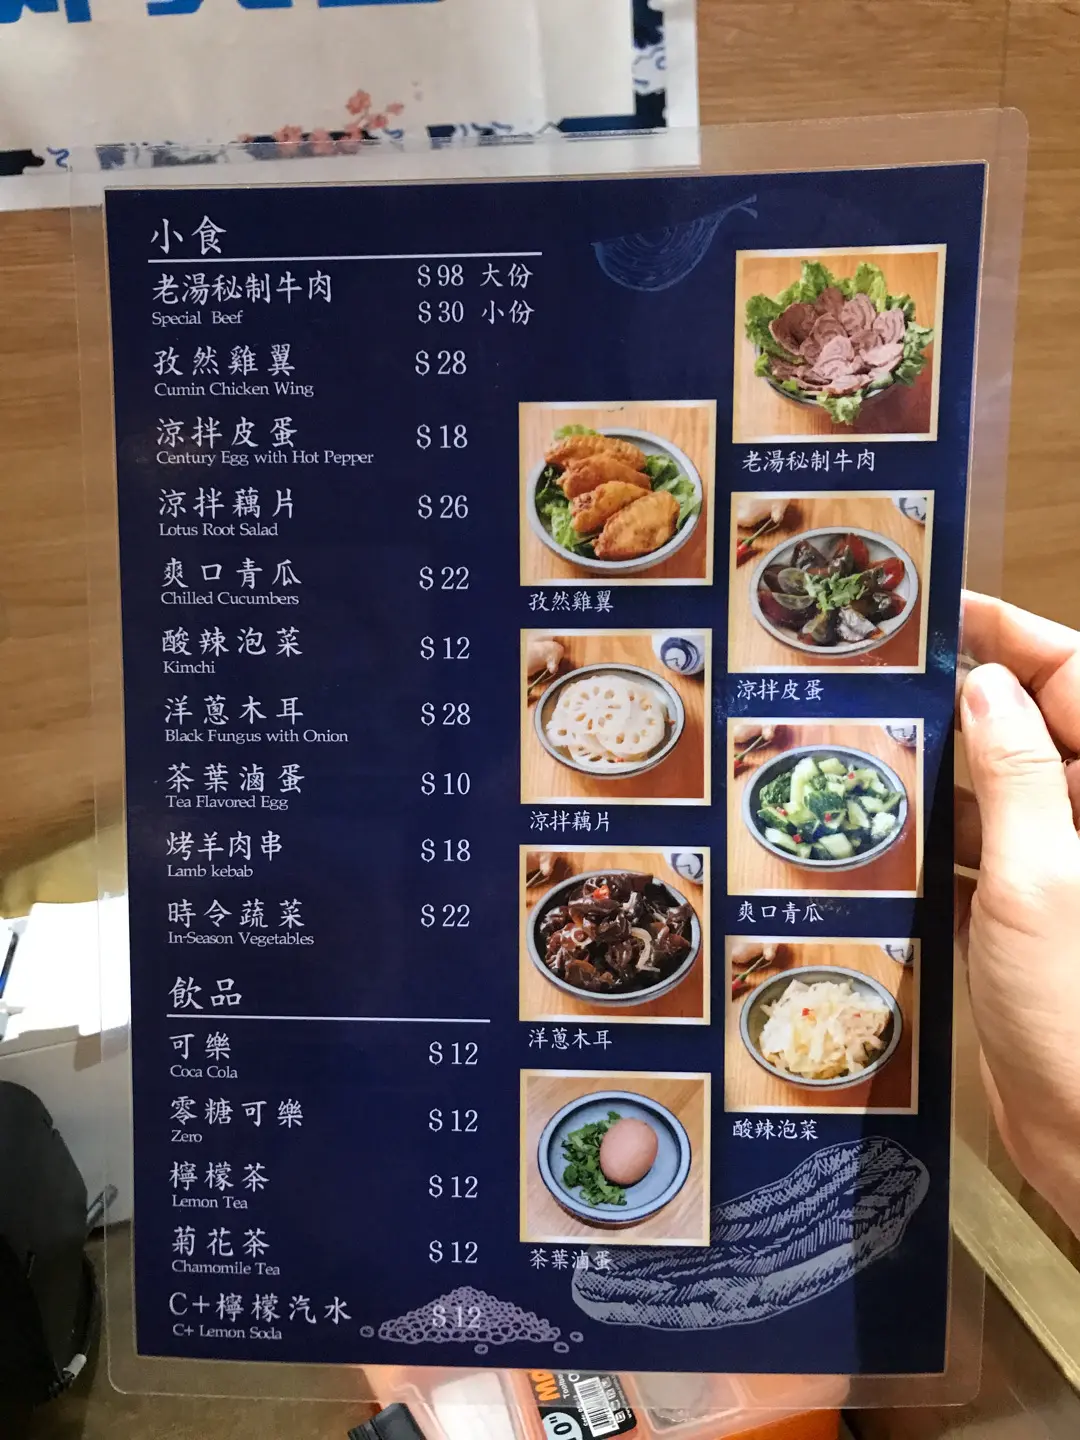 小食
老湯秘制牛肉 $98 大份
Special Beef $30 小份
孜然雞翼 $28
Cumin Chicken Wing
涼拌皮蛋 $18
Century Egg with Hot Pepper
涼拌藕片 $26
Lotus Root Salad
爽口青瓜 $22
Chilled Cucumbers
酸辣泡菜 $12
Kimchi
洋蔥木耳 $28
Black Fungus with Onion
茶葉滷蛋 $10
Tea Flavored Egg
烤羊肉串 $18
Lamb kebab
時令蔬菜 $22
In-Season Vegetables
飲品
可樂 $12
Coca Cola
零糖可樂 $12
Zero
檸檬茶 $12
Lemon Tea
菊花茶 $12
Chamomile Tea
C+檸檬汽水 $12
C+ Lemon Soda
老湯秘制牛肉
孜然雞翼
涼拌皮蛋
涼拌藕片
爽口青瓜
洋蔥木耳
酸辣泡菜
茶葉滷蛋
10"